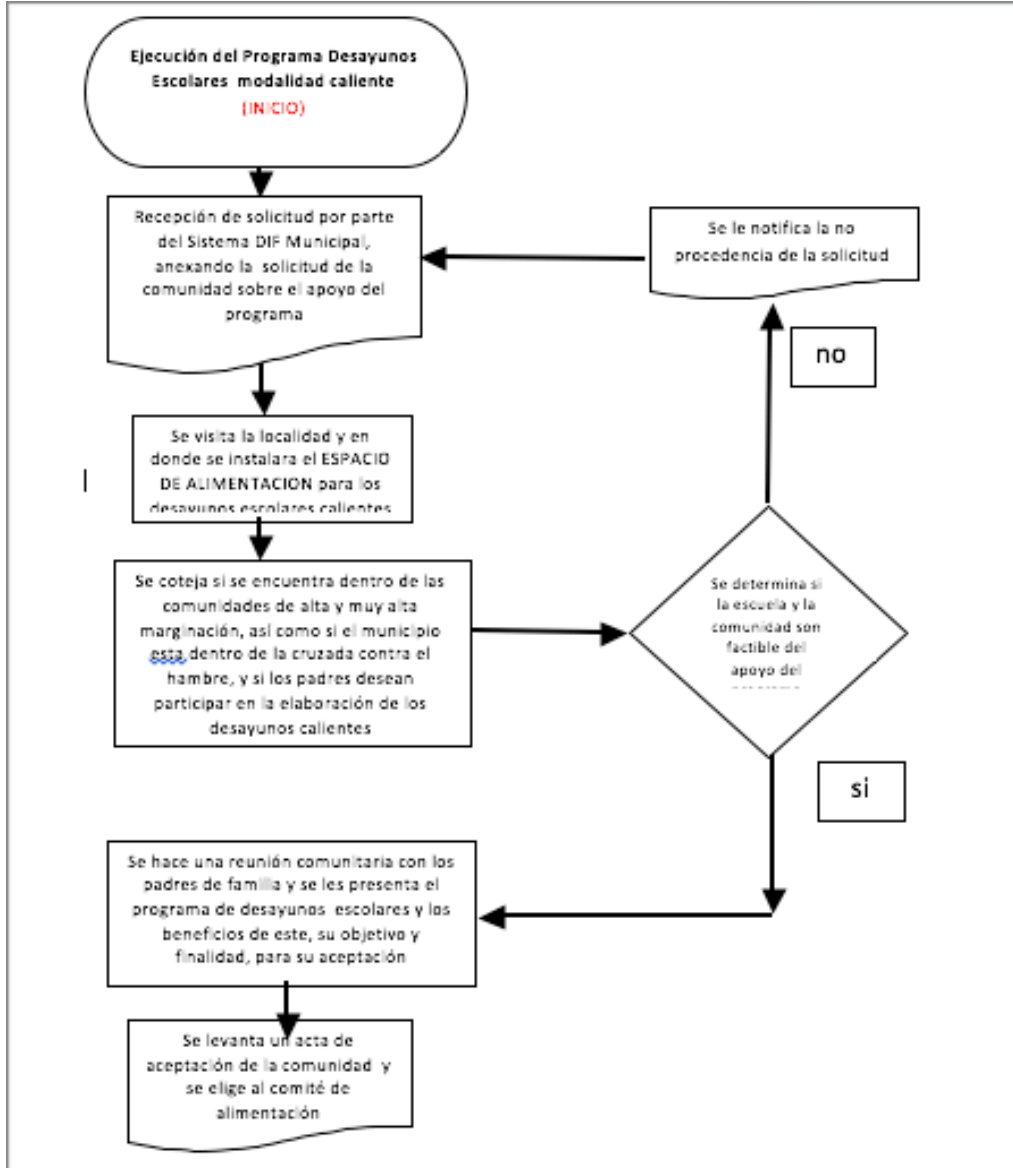 Ejecución del Programa Desayunos
Escolares modalidad caliente
(INICIO)
Recepción de solicitud por parte
del Sistema DIF Municipal,
anexando la solicitud de la
comunidad sobre el apoyo del
programa
Se le notifica la no
procedencia de la solicitud
no
Se visita la localidad y en
donde se instalara el ESPACIO
DE ALIMENTACION para los
desayunos escolares calientes
Se coteja si se encuentra dentro de las
comunidades de alta y muy alta
marginación, así como si el municipio
esta dentro de la cruzada contra el
hambre, y si los padres desean
participar en la elaboración de los
desayunos calientes
Se determina si
la escuela y la
comunidad son
factible del
apoyo del
si
Se hace una reunión comunitaria con los
padres de familia y se les presenta el
programa de desayunos escolares y los
beneficios de este, su objetivo y
finalidad, para su aceptación
Se levanta un acta de
aceptación de la comunidad y
se elige al comité de
alimentación